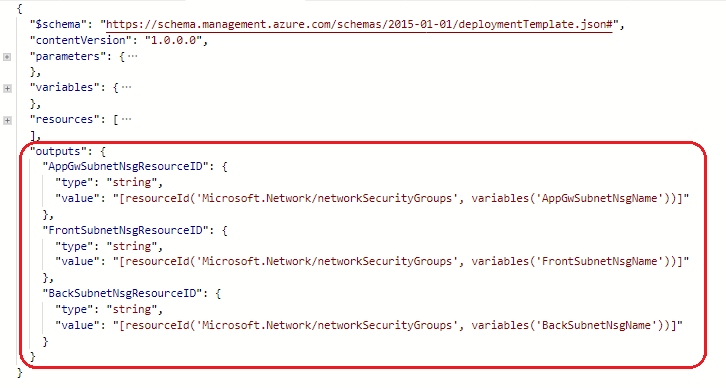 {
"$schema": "https://schema.management.azure.com/schemas/2015-01-01/deploymentTemplate.json#",
"contentVersion": "1.0.0.0",
"parameters": {...
},
"variables": {...
},
"resources": [...
],
"outputs": {
"AppGwSubnetNsgResourceID": {
"type": "string",
"value": "[resourceId('Microsoft.Network/networkSecurityGroups', variables('AppGwSubnetNsgName'))]"
},
"FrontSubnetNsgResourceID": {
"type": "string",
"value": "[resourceId('Microsoft.Network/networkSecurityGroups', variables('FrontSubnetNsgName'))]"
},
"BackSubnetNsgResourceID": {
"type": "string",
"value": "[resourceId('Microsoft.Network/networkSecurityGroups', variables('BackSubnetNsgName'))]"
}
}
}